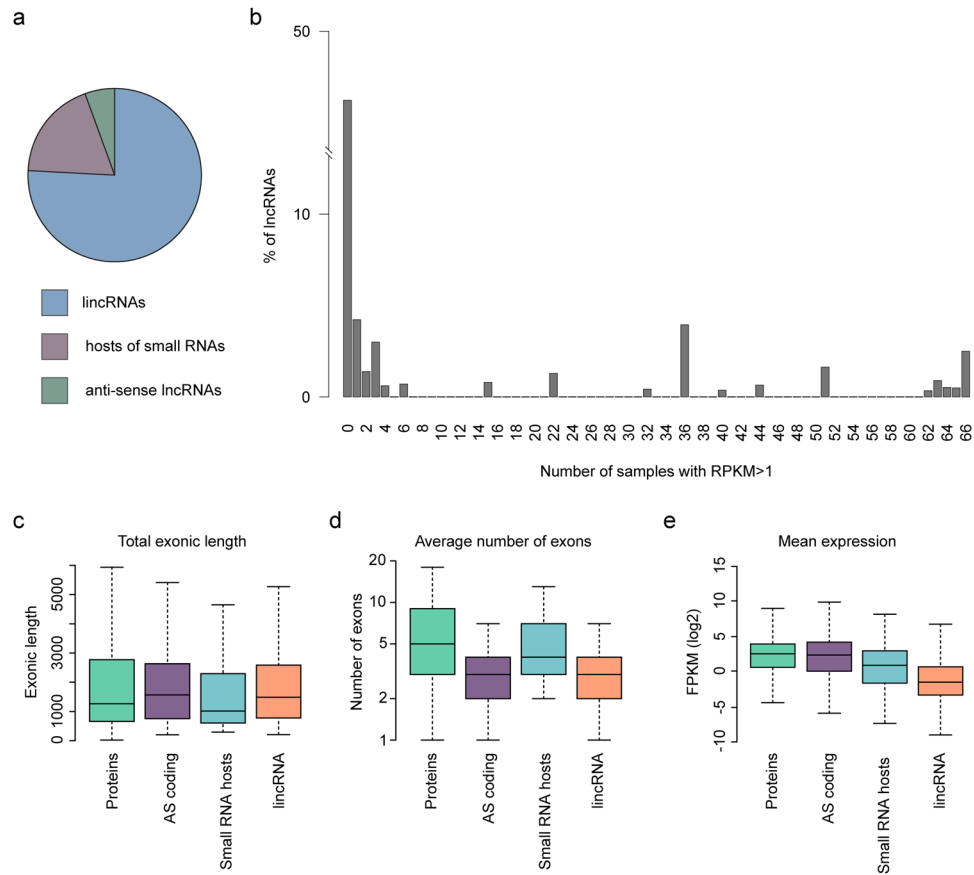 a
lincRNAs
hosts of small RNAs
anti-sense lncRNAs
b
50
10
0
% of lncRNAs
0 2 4 6 8 10 12 14 16 18 20 22 24 26 28 30 32 34 36 38 40 42 44 46 48 50 52 54 56 58 60 62 64 66
Number of samples with RPKM>1
c
Total exonic length
Exonic length
5000
3000
1000
0
Proteins
AS coding
Small RNA hosts
lincRNA
d
Average number of exons
Number of exons
20
10
5
2
1
Proteins
AS coding
Small RNA hosts
lincRNA
e
Mean expression
FPKM (log2)
15
10
5
0
-5
-10
Proteins
AS coding
Small RNA hosts
lincRNA